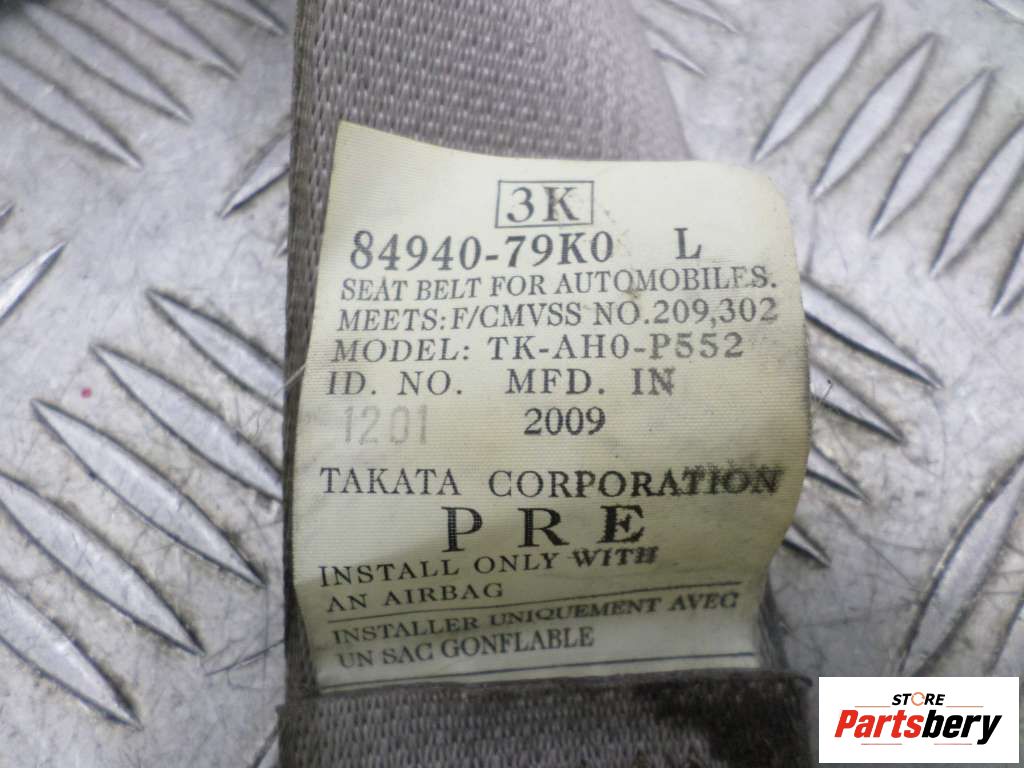 3K
84940-79K0 L
SEAT BELT FOR AUTOMOBILES.
MEETS: F/CMVSS NO.209,302
MODEL: TK-AH0-P552
ID. NO. MFD. IN
1201 2009
TAKATA CORPORATION
PRE
INSTALL ONLY WITH
AN AIRBAG
INSTALLER UNIQUEMENT AVEC
UN SAC GONFLABLE
STORE
Partsbery